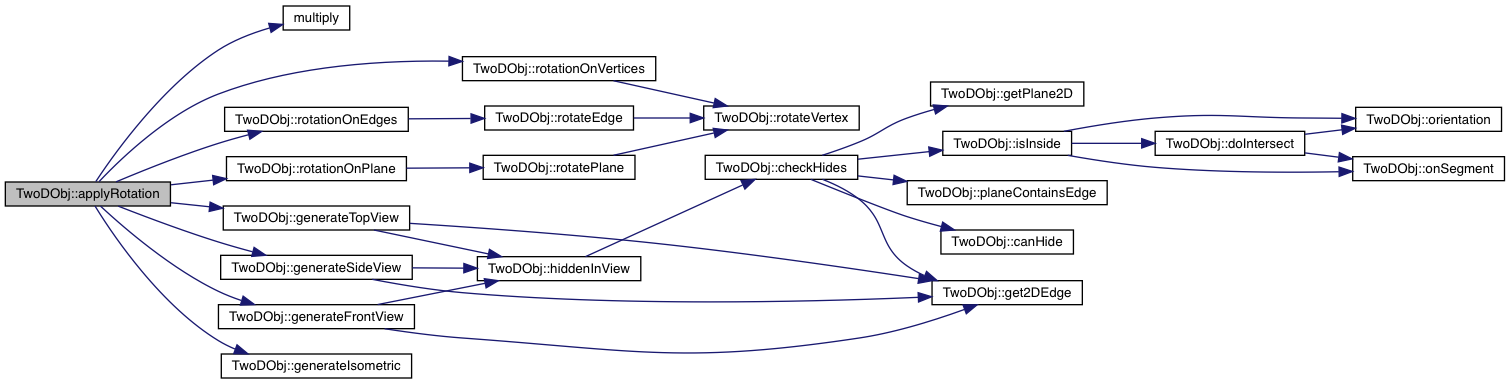 multiply
TwoDObj::rotationOnVertices
TwoDObj::getPlane2D
TwoDObj::rotationOnEdges
TwoDObj::rotateEdge
TwoDObj::rotateVertex
TwoDObj::orientation
TwoDObj::isInside
TwoDObj::doIntersect
TwoDObj::rotationOnPlane
TwoDObj::rotatePlane
TwoDObj::checkHides
TwoDObj::onSegment
TwoDObj::applyRotation
TwoDObj::planeContainsEdge
TwoDObj::generateTopView
TwoDObj::canHide
TwoDObj::generateSideView
TwoDObj::hiddenInView
TwoDObj::get2DEdge
TwoDObj::generateFrontView
TwoDObj::generateIsometric